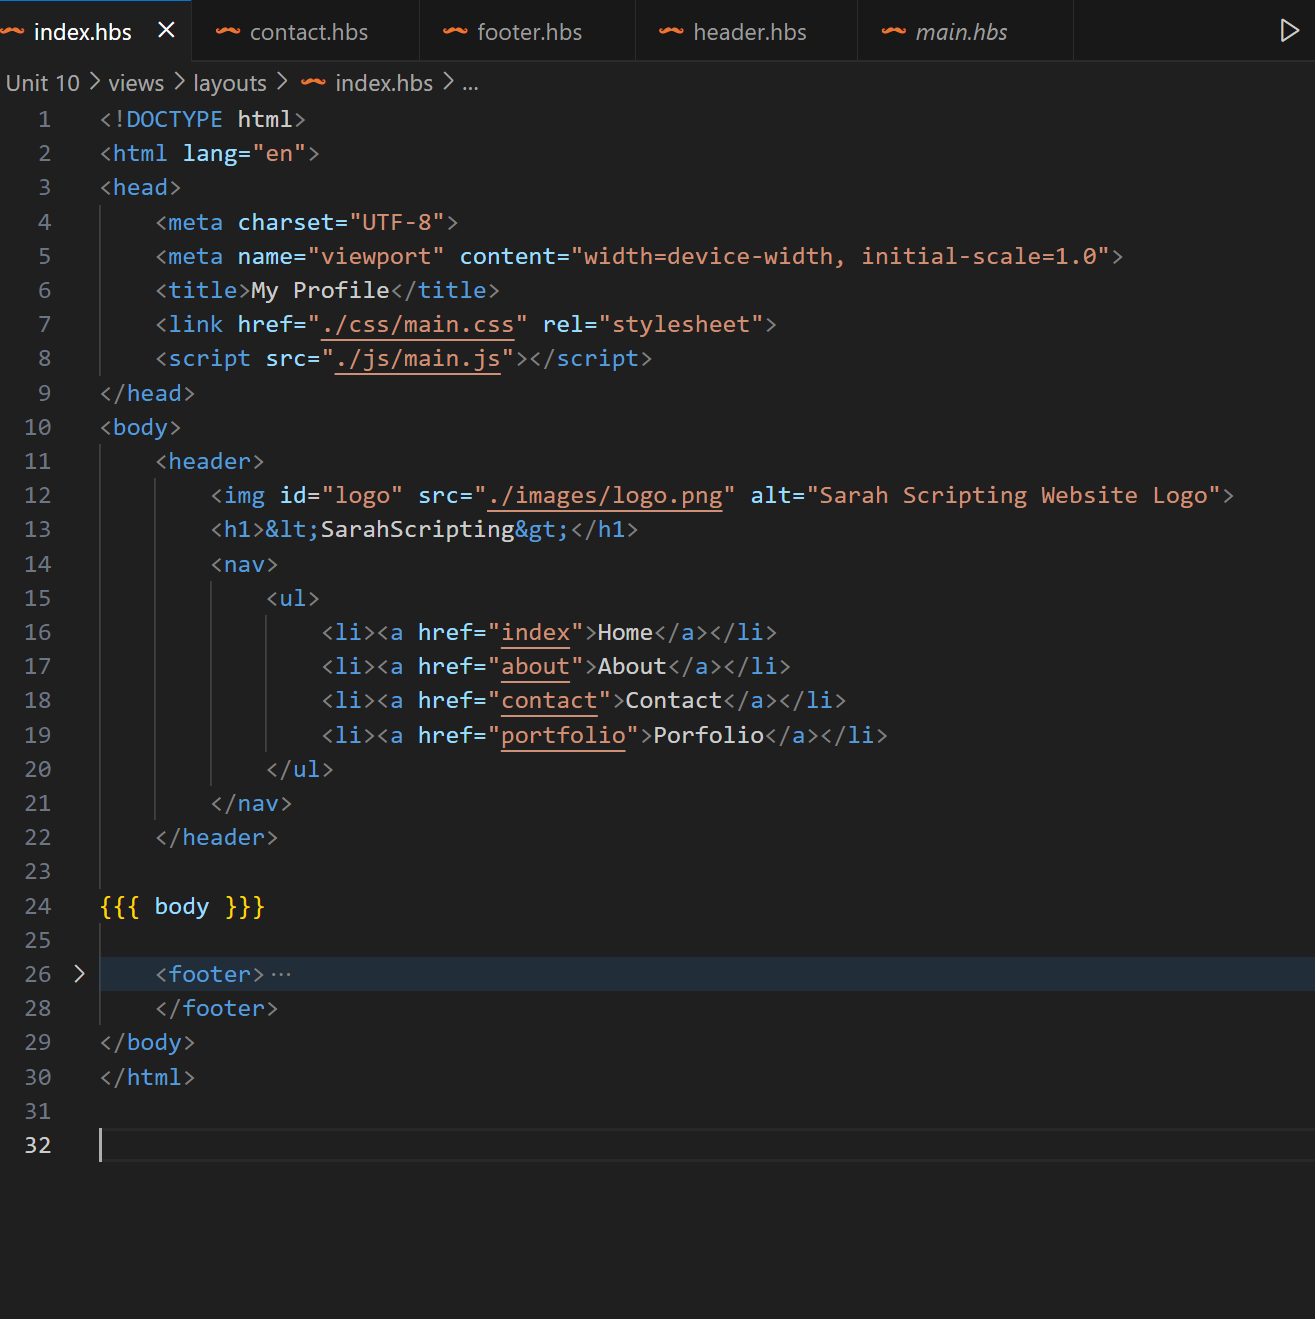 index.hbs
contact.hbs
footer.hbs
header.hbs
main.hbs
Unit 10 > views > layouts > index.hbs > ...
1 <!DOCTYPE html>
2 <html lang="en">
3 <head>
4 <meta charset="UTF-8">
5 <meta name="viewport" content="width=device-width, initial-scale=1.0">
6 <title>My Profile</title>
7 <link href="./css/main.css" rel="stylesheet">
8 <script src="./js/main.js"></script>
9 </head>
10 <body>
11 <header>
12 <img id="logo" src="./images/logo.png" alt="Sarah Scripting Website Logo">
13 <h1>&lt;SarahScripting&gt;</h1>
14 <nav>
15 <ul>
16 <li><a href="index">Home</a></li>
17 <li><a href="about">About</a></li>
18 <li><a href="contact">Contact</a></li>
19 <li><a href="portfolio">Porfolio</a></li>
20 </ul>
21 </nav>
22 </header>
23
24 {{{ body }}}
25
26 <footer>···
28 </footer>
29 </body>
30 </html>
31
32